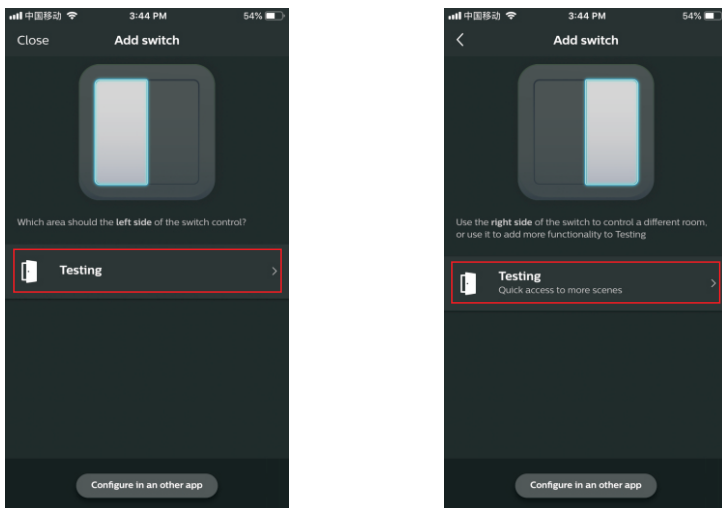 中国移动 3:44 PM 54%
Close Add switch
Which area should the left side of the switch control?
Testing
Configure in an other app
中国移动 3:44 PM 54%
Add switch
Use the right side of the switch to control a different room,
or use it to add more functionality to Testing
Testing
Quick access to more scenes
Configure in an other app